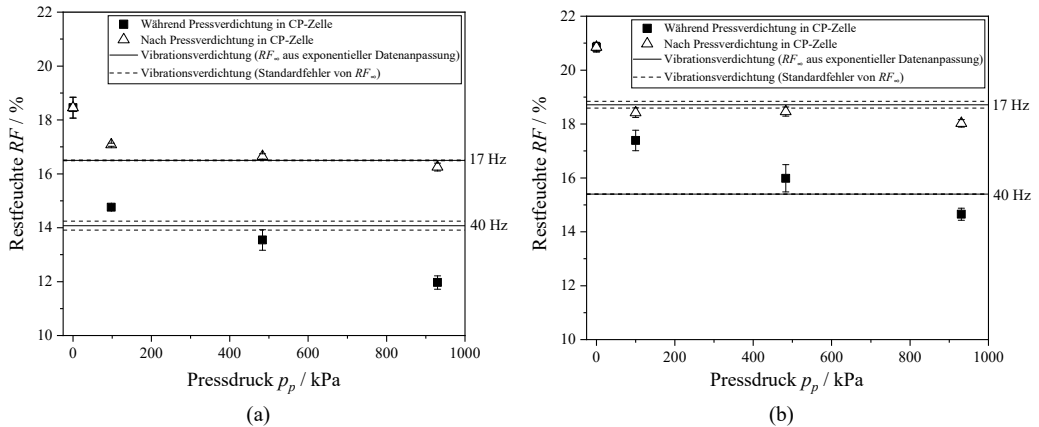 Während Pressverdichtung in CP-Zelle
Nach Pressverdichtung in CP-Zelle
Vibrationsverdichtung (RF∞ aus exponentieller Datenanpassung)
Vibrationsverdichtung (Standardfehler von RF∞)
22
20
18
16
14
12
10
Restfeuchte RF / %
17 Hz
40 Hz
0 200 400 600 800 1000
Pressdruck pp / kPa
(a)
Während Pressverdichtung in CP-Zelle
Nach Pressverdichtung in CP-Zelle
Vibrationsverdichtung (RF∞ aus exponentieller Datenanpassung)
Vibrationsverdichtung (Standardfehler von RF∞)
22
20
18
16
14
12
10
Restfeuchte RF / %
17 Hz
40 Hz
0 200 400 600 800 1000
Pressdruck pp / kPa
(b)